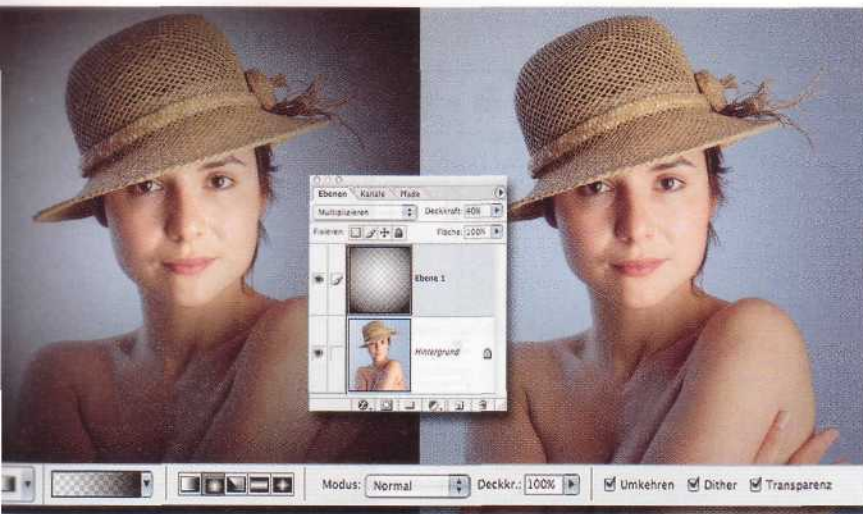 Ebenen Kanäle Pfade
Multiplizieren Deckkraft: 40%
Fixieren: Fläche: 100%
Ebene 1
Hintergrund
Modus: Normal Deckkr.: 100% Umkehren Dither Transparenz